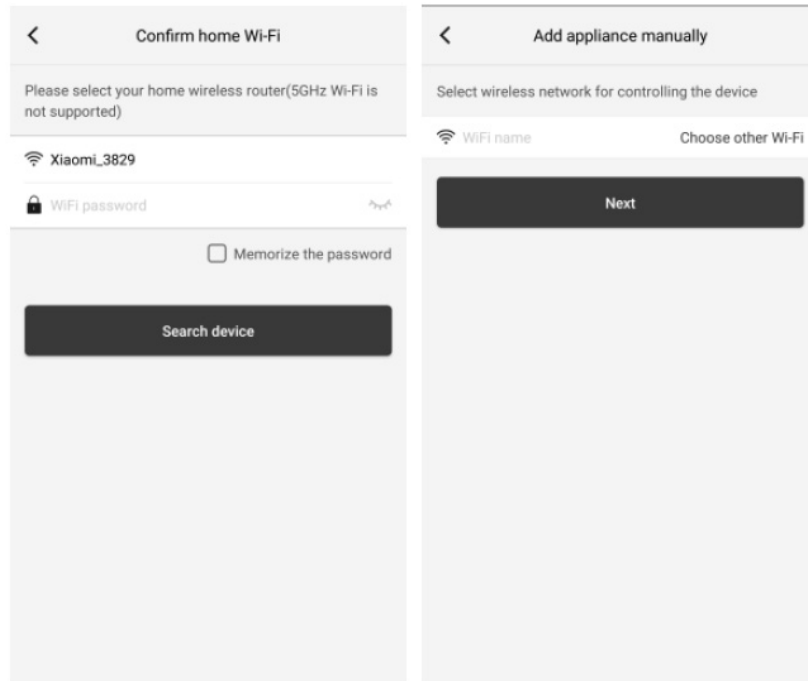 Confirm home Wi-Fi
Please select your home wireless router(5GHz Wi-Fi is
not supported)
Xiaomi_3829
WiFi password
Memorize the password
Search device
Add appliance manually
Select wireless network for controlling the device
WiFi name
Choose other Wi-Fi
Next